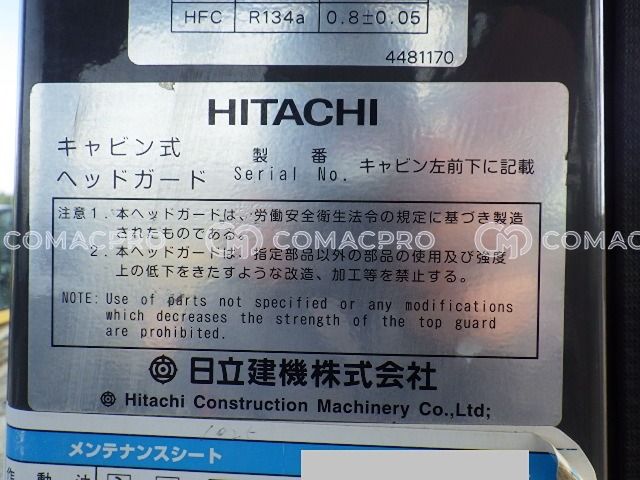 HFC R134a 0.8±0.05
4481170
HITACHI
キャビン式 製番
ヘッドガード Serial No. キャビン左前下に記載
注意1.本ヘッドガードは、労働安全衛生法令の規定に基づき製造
されたものである。
2.本ヘッドガードは、指定部品以外の部品の使用及び強度
上の低下をきたすような改造、加工等を禁止する。
COMACPRO COMACPRO COMACPRO
NOTE: Use of parts not specified or any modifications
which decreases the strength of the top guard
are prohibited.
日立建機株式会社
Hitachi Construction Machinery Co.,Ltd;
メンテナンスシート
作動油